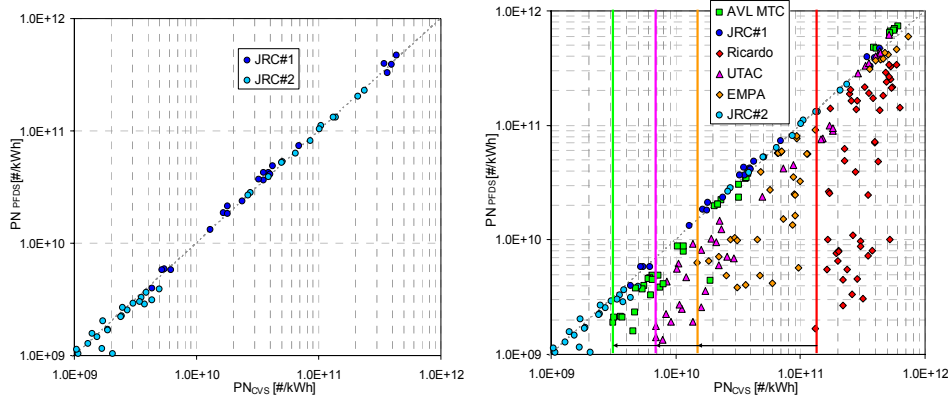 1.0E+12
1.0E+11
1.0E+10
1.0E+09
PN PFDS [#/kWh]
JRC#1
JRC#2
1.0E+09 1.0E+10 1.0E+11 1.0E+12
PNCVS [#/kWh]
1.0E+12
1.0E+11
1.0E+10
1.0E+09
PN PFDS [#/kWh]
AVL MTC
JRC#1
Ricardo
UTAC
EMPA
JRC#2
1.0E+09 1.0E+10 1.0E+11 1.0E+12
PNCVS [#/kWh]